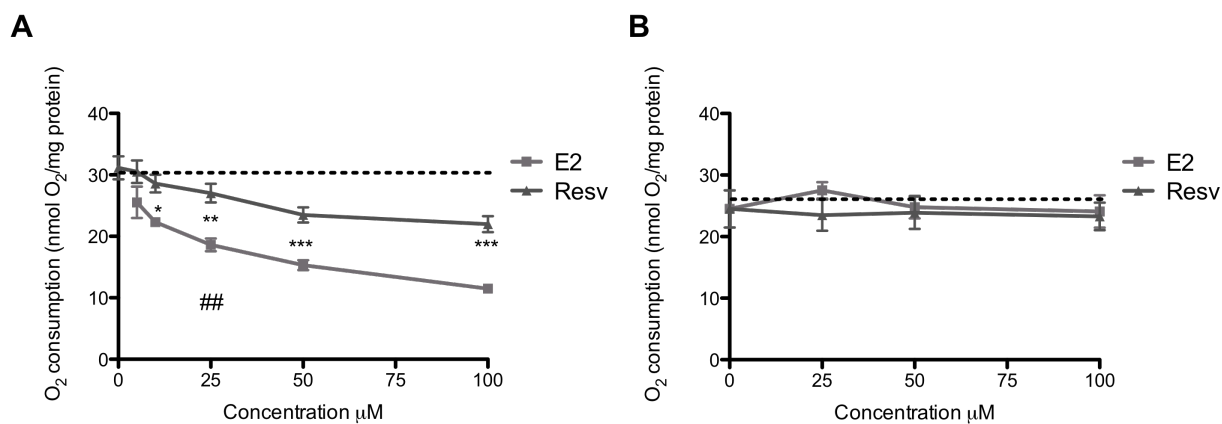 A
O2 consumption (nmol O2/mg protein)
40
30
20
10
0
*
**
***
***
##
0 25 50 75 100
Concentration μM
E2
Resv
B
O2 consumption (nmol O2/mg protein)
40
30
20
10
0
0 25 50 75 100
Concentration μM
E2
Resv